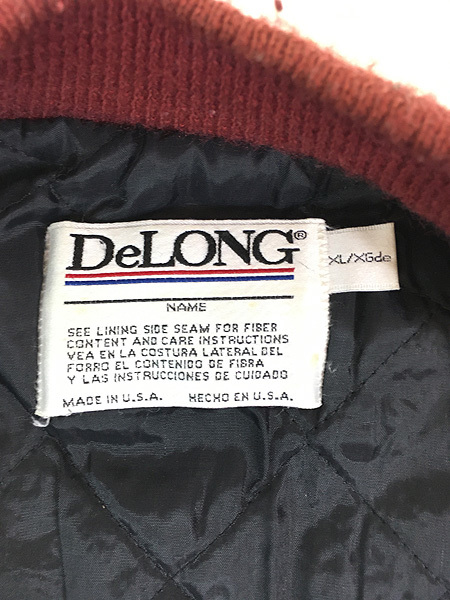 DeLONG®
XL/XGde
NAME
SEE LINING SIDE SEAM FOR FIBER
CONTENT AND CARE INSTRUCTIONS
VEA EN LA COSTURA LATERAL DEL
FORRO EL CONTENIDO DE FIBRA
Y LAS INSTRUCCIONES DE CUIDADO
MADE IN U.S.A. HECHO EN U.S.A.